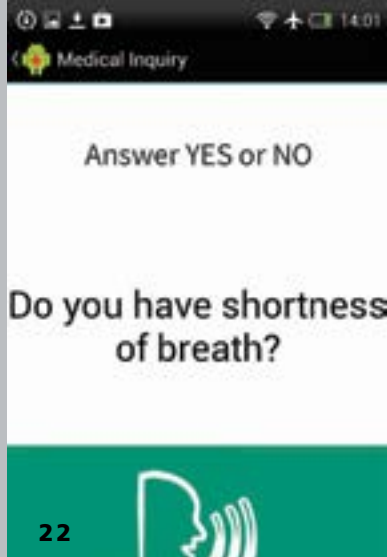 14:01
Medical Inquiry
Answer YES or NO
Do you have shortness
of breath?
22